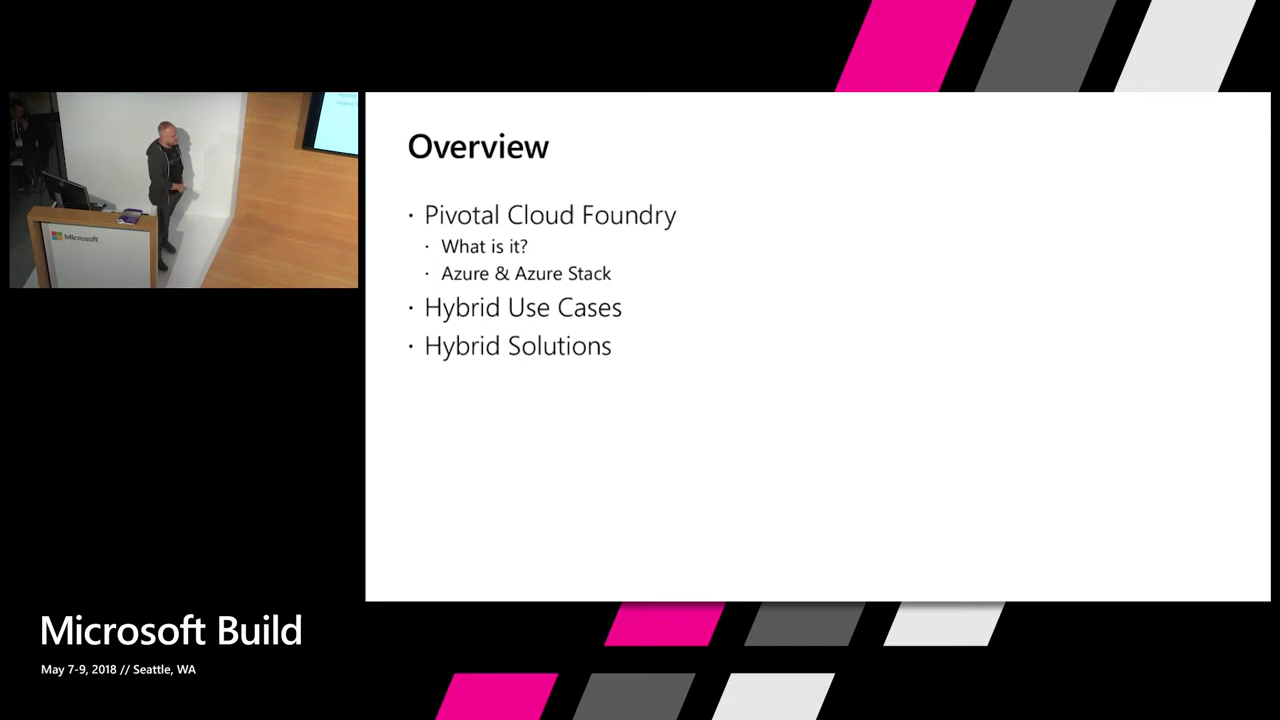 Overview
· Pivotal Cloud Foundry
· What is it?
· Azure & Azure Stack
· Hybrid Use Cases
· Hybrid Solutions
Microsoft
Microsoft Build
May 7-9, 2018 // Seattle, WA